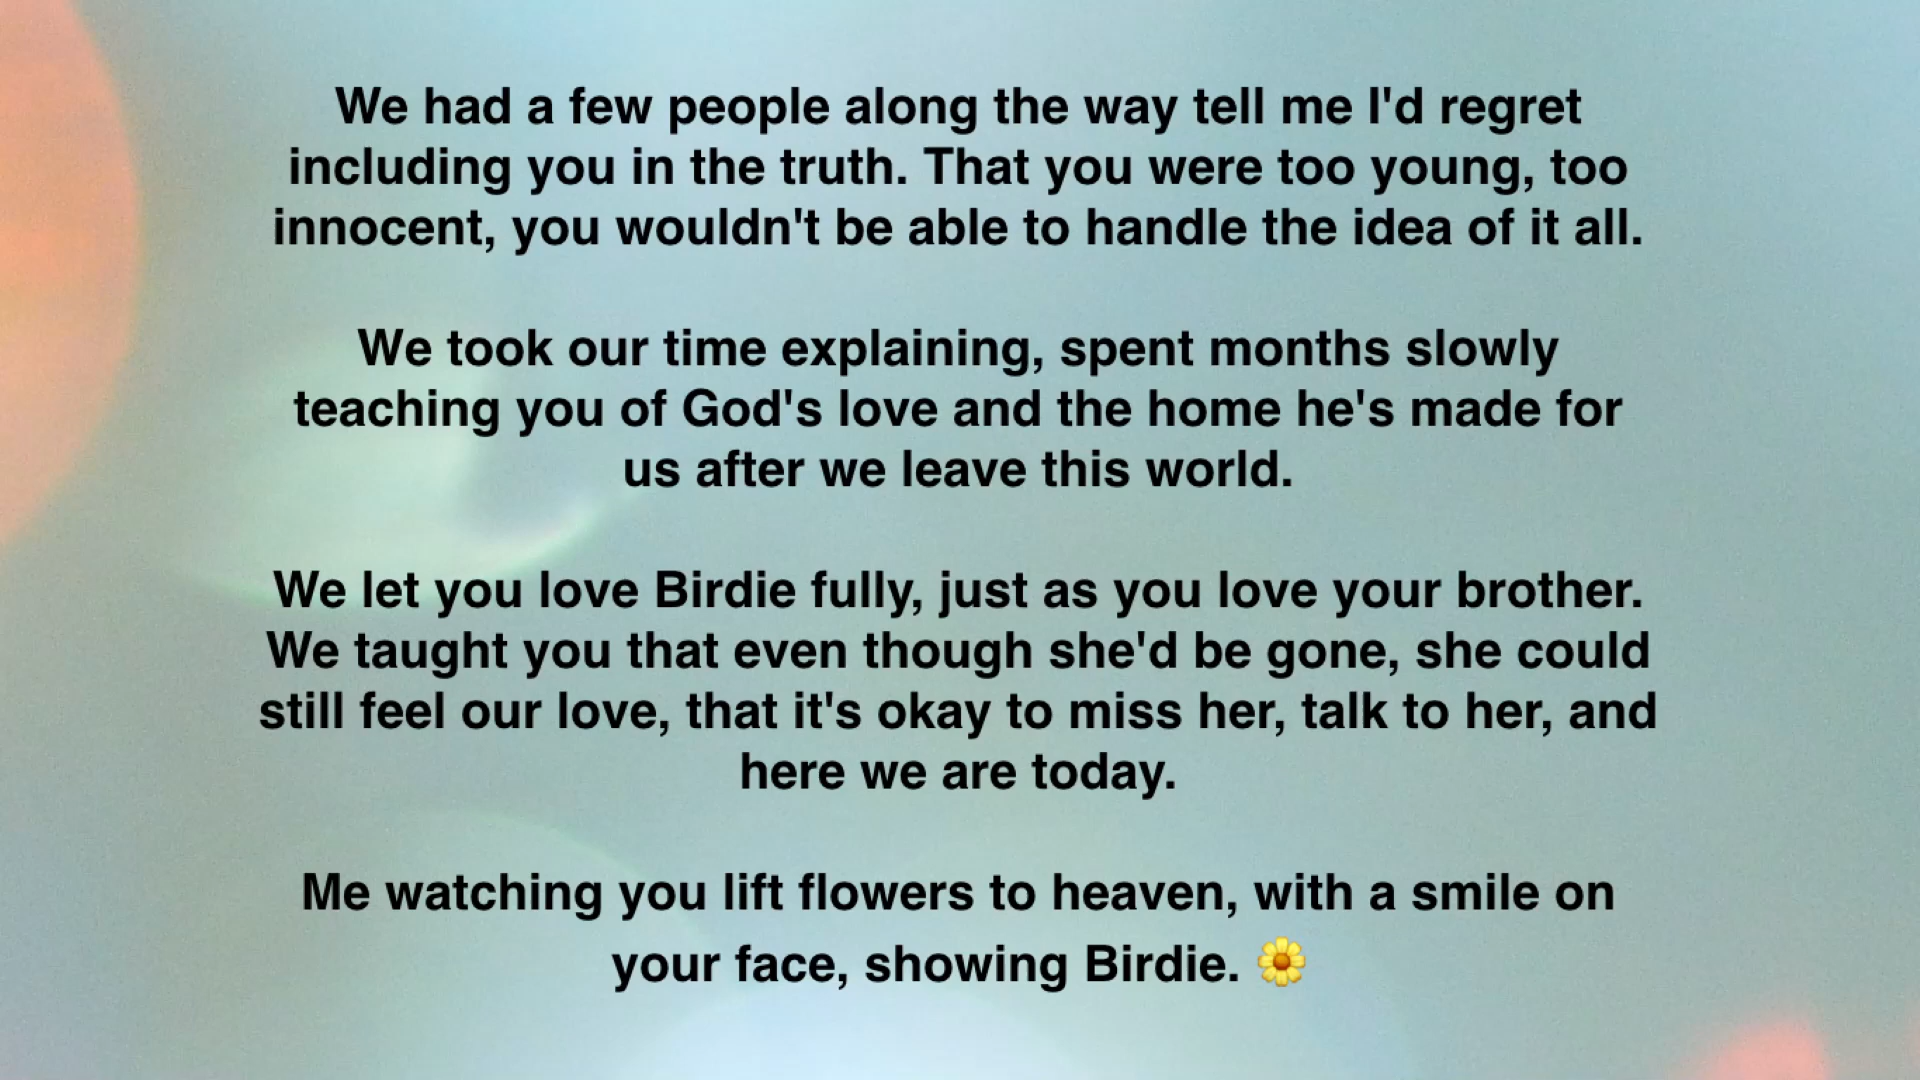 We had a few people along the way tell me I'd regret
including you in the truth. That you were too young, too
innocent, you wouldn't be able to handle the idea of it all.
We took our time explaining, spent months slowly
teaching you of God's love and the home he's made for
us after we leave this world.
We let you love Birdie fully, just as you love your brother.
We taught you that even though she'd be gone, she could
still feel our love, that it's okay to miss her, talk to her, and
here we are today.
Me watching you lift flowers to heaven, with a smile on
your face, showing Birdie. 🌼